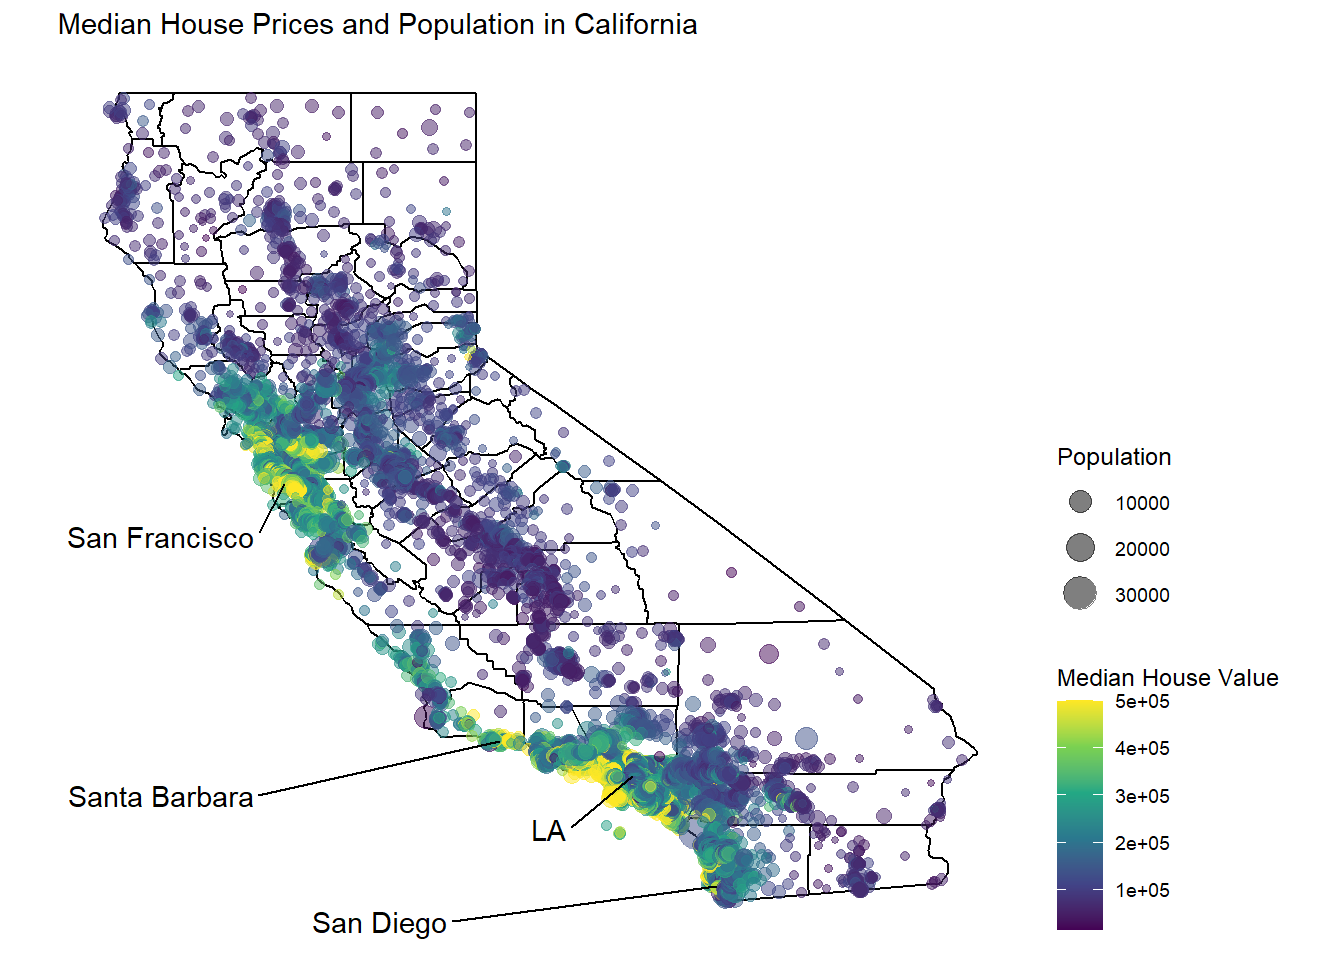 Median House Prices and Population in California
San Francisco
Santa Barbara
LA
San Diego
Population
10000
20000
30000
Median House Value
5e+05
4e+05
3e+05
2e+05
1e+05